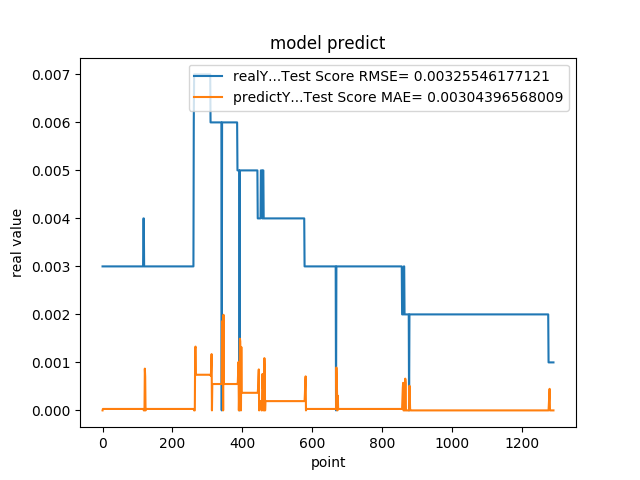 model predict
realY...Test Score RMSE= 0.00325546177121
predictY...Test Score MAE= 0.00304396568009
0.007
0.006
0.005
0.004
0.003
0.002
0.001
0.000
real value
0 200 400 600 800 1000 1200
point